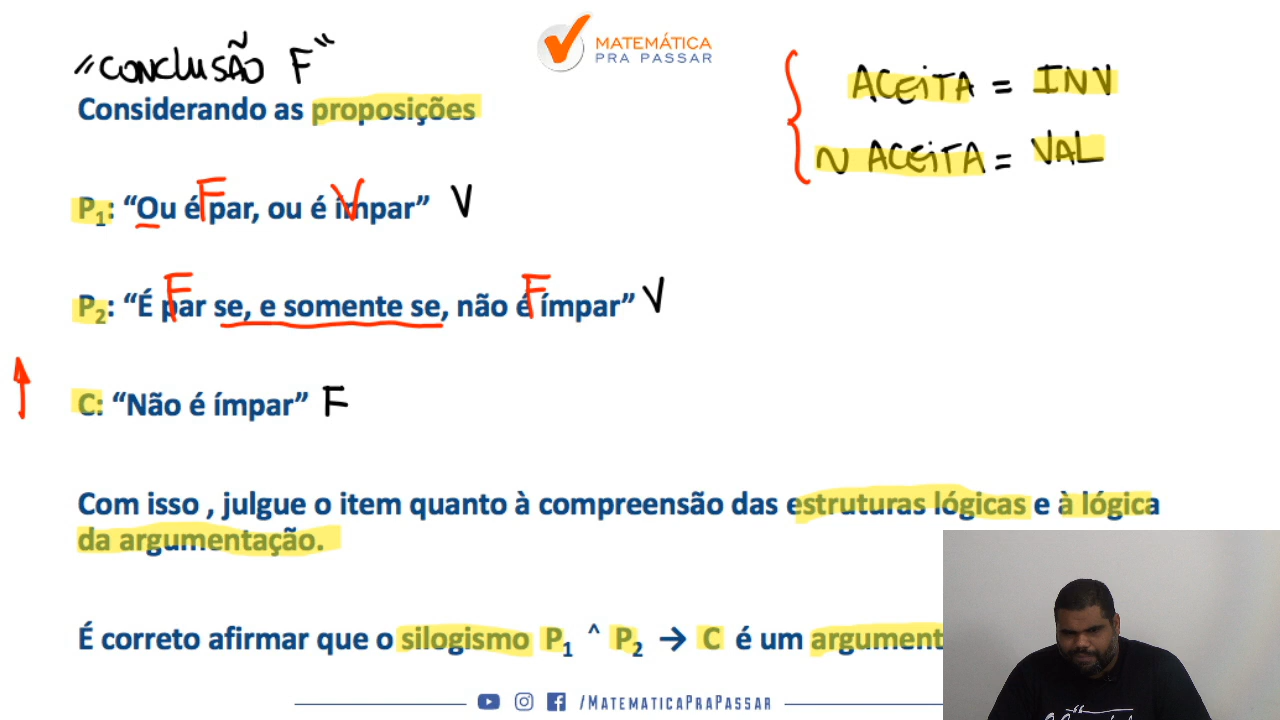 "CONCLUSÃO F"
MATEMÁTICA
PRA PASSAR
ACEITA = INV
N ACEITA = VAL
Considerando as proposições
F V
P₁: “Ou é par, ou é ímpar” V
F F
P₂: “É par se, e somente se, não é ímpar” V
C: “Não é ímpar” F
Com isso , julgue o item quanto à compreensão das estruturas lógicas e à lógica
da argumentação.
É correto afirmar que o silogismo P₁ ^ P₂ → C é um argument
/MATEMATICAPRAPASSAR